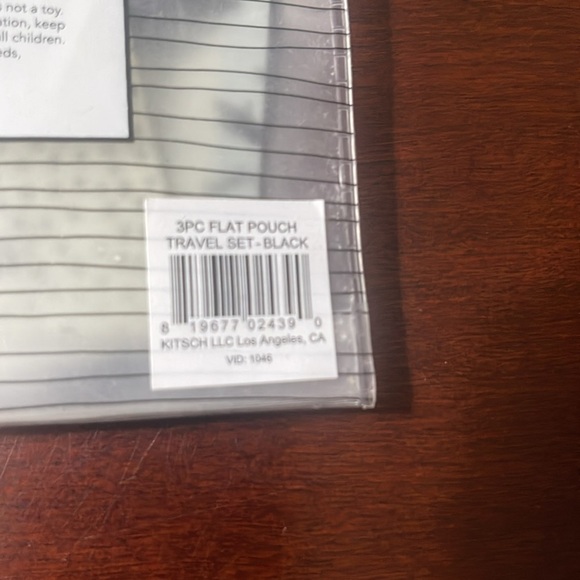 not a toy.
ation, keep
all children.
eds,
3PC FLAT POUCH
TRAVEL SET - BLACK
8 19677 02439 0
KITSCH LLC Los Angeles, CA
VID: 1046